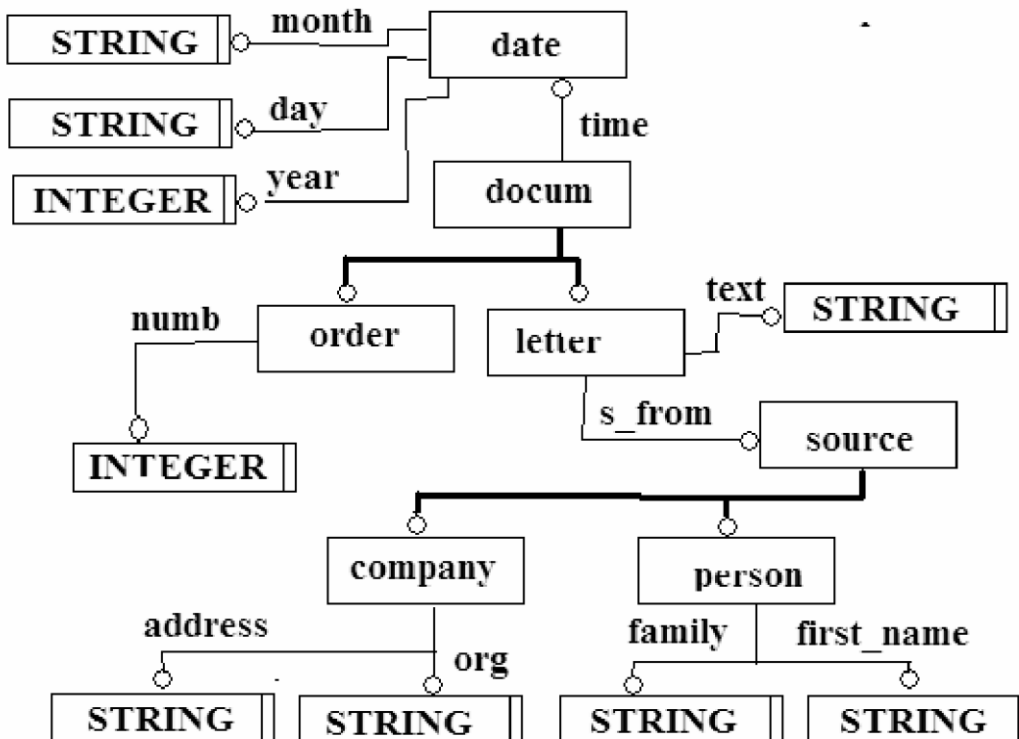 month
STRING
date
STRING
day
time
INTEGER
year
docum
text
STRING
numb
order
letter
s_from
source
INTEGER
company
person
address
org
family
first_name
STRING
STRING
STRING
STRING